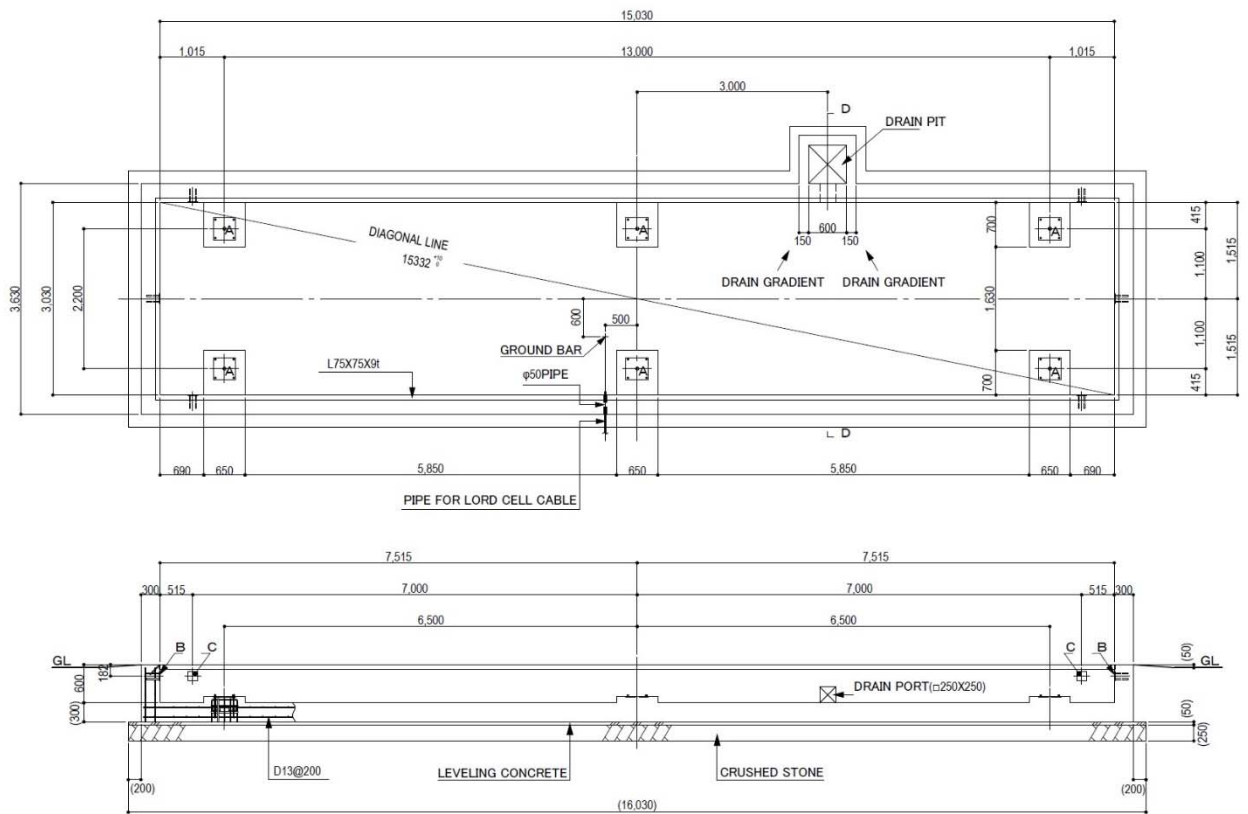 15,030
1,015
13,000
1,015
3,000
D
DRAIN PIT
A
A
A
DIAGONAL LINE
15332 +10 0
150
600
150
DRAIN GRADIENT
DRAIN GRADIENT
700
415
1,100
1,515
3,630
3,030
2,200
1,630
600
500
GROUND BAR
L75X75X9t
φ50PIPE
A
A
A
1,100
1,515
700
415
D
690
650
5,850
650
5,850
650
690
PIPE FOR LORD CELL CABLE
7,515
7,515
300
515
7,000
7,000
515
300
6,500
6,500
GL
B
C
C
B
GL
(50)
182
600
(300)
DRAIN PORT(□250X250)
(50)
(250)
D13@200
LEVELING CONCRETE
CRUSHED STONE
(200)
(200)
(16,030)